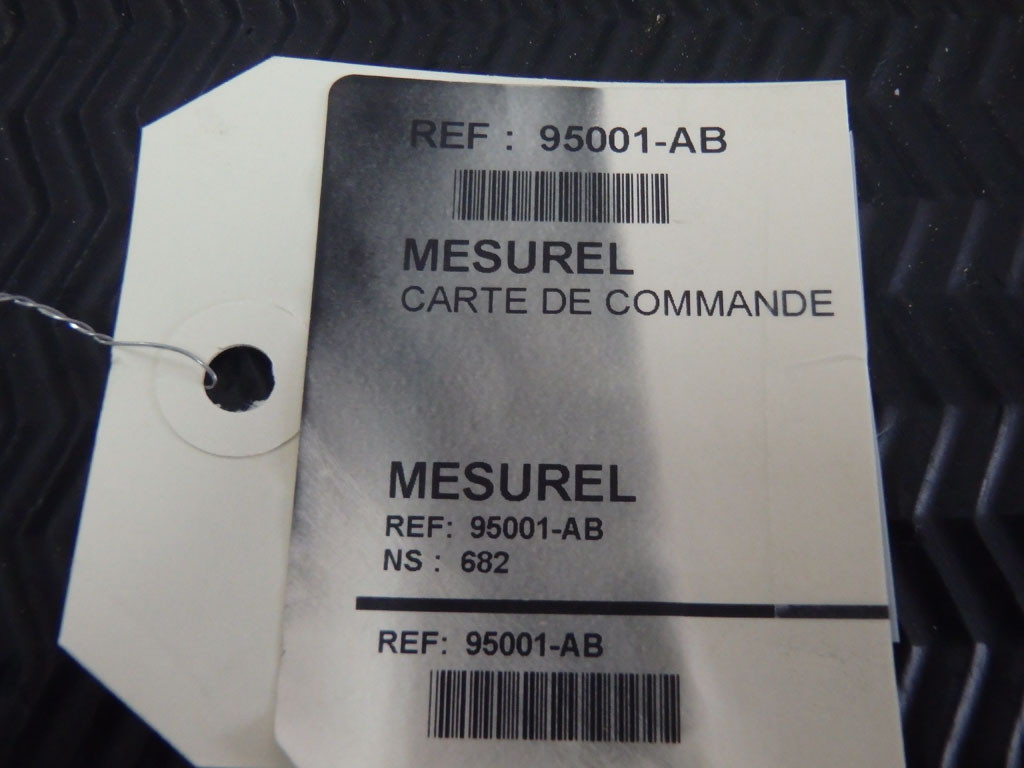 REF : 95001-AB
MESUREL
CARTE DE COMMANDE
MESUREL
REF: 95001-AB
NS : 682
REF: 95001-AB